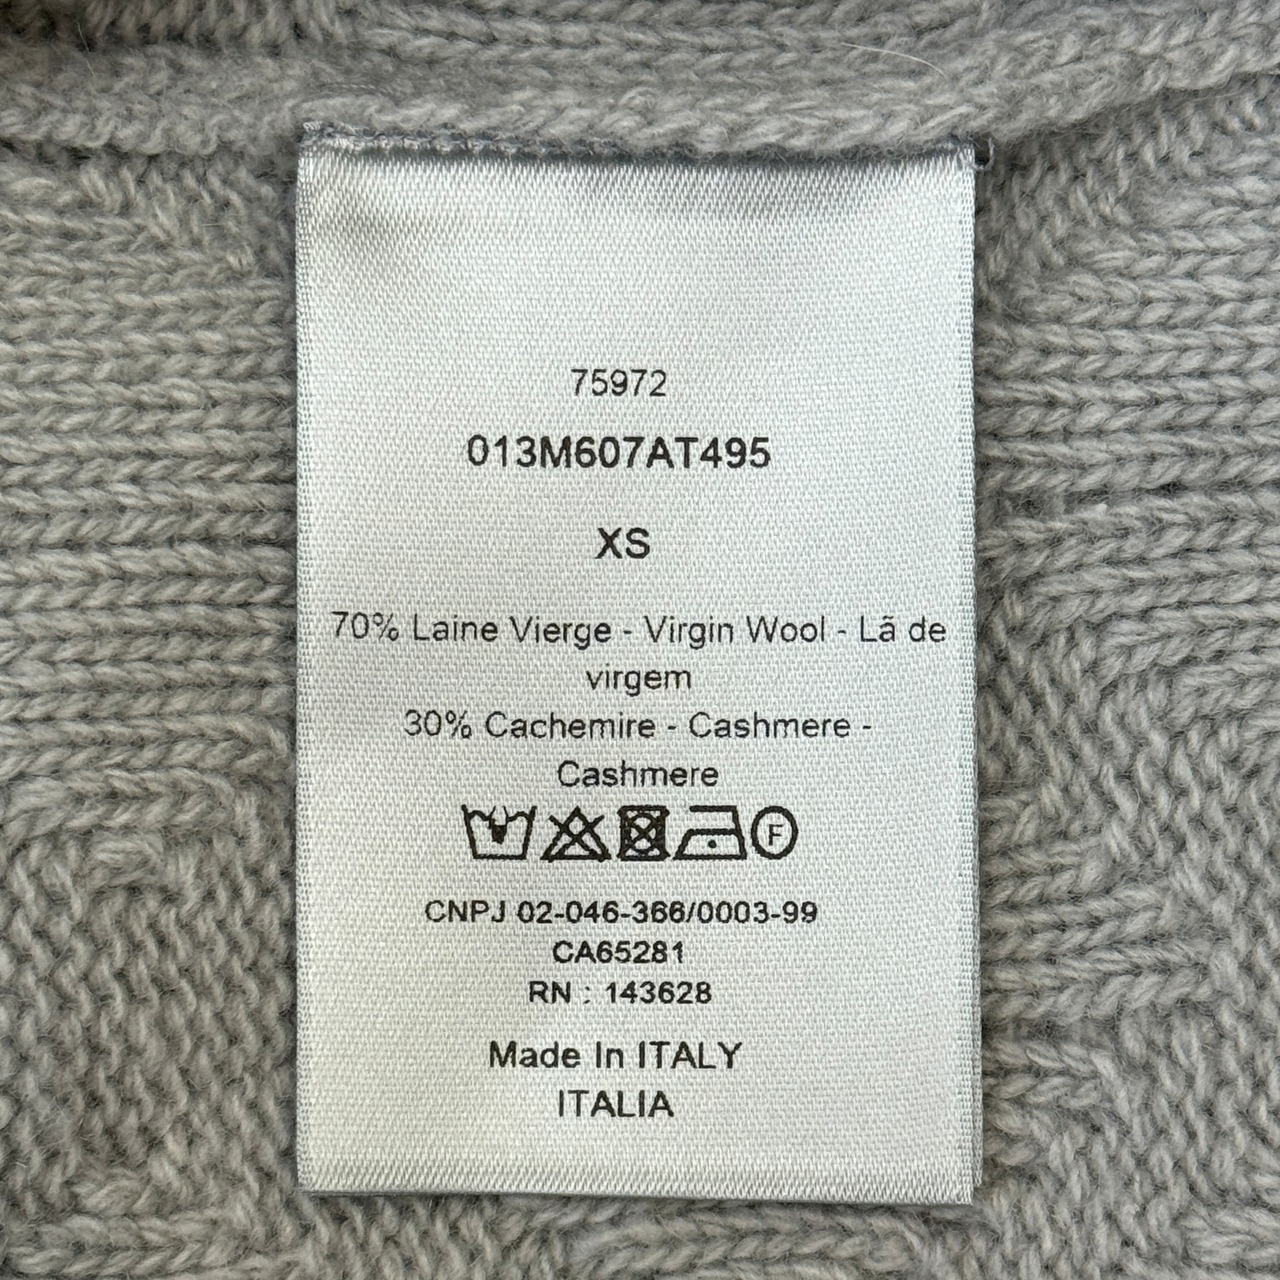 75972
013M607AT495
XS
70% Laine Vierge - Virgin Wool - Lã de
virgem
30% Cachemire - Cashmere -
Cashmere
F
CNPJ 02-046-366/0003-99
CA65281
RN : 143628
Made In ITALY
ITALIA